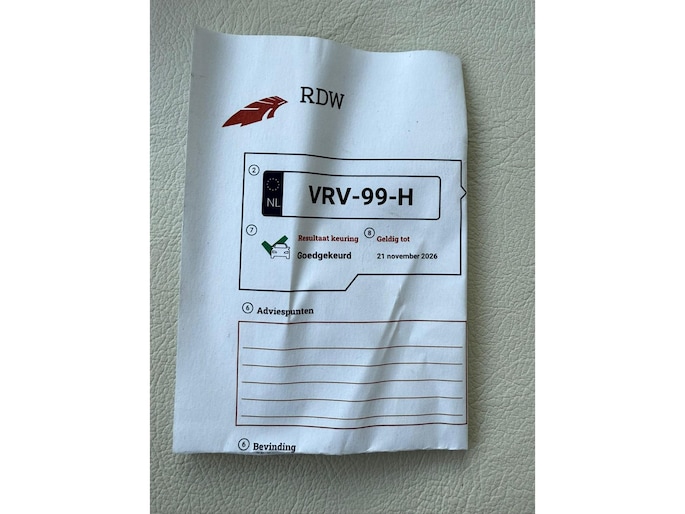 RDW
2
NL
VRV-99-H
7
Resultaat keuring
8
Geldig tot
Goedgekeurd
21 november 2026
6 Adviespunten
6 Bevinding